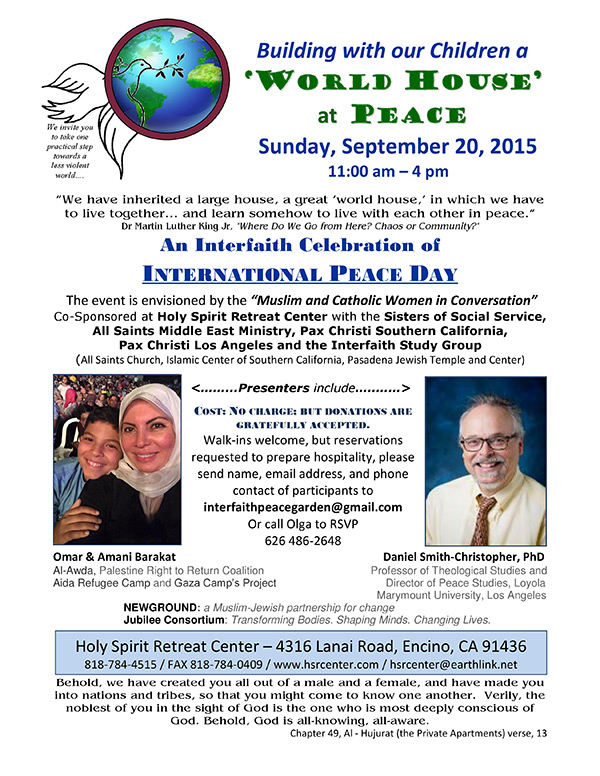 Building with our Children a
‘WORLD HOUSE’
at PEACE
Sunday, September 20, 2015
11:00 am – 4 pm
We invite you
to take one
practical step
towards a
less violent
world....
“We have inherited a large house, a great ‘world house,’ in which we have
to live together... and learn somehow to live with each other in peace.”
Dr Martin Luther King Jr, 'Where Do We Go from Here? Chaos or Community?'
An Interfaith Celebration of
INTERNATIONAL PEACE DAY
The event is envisioned by the “Muslim and Catholic Women in Conversation”
Co-Sponsored at Holy Spirit Retreat Center with the Sisters of Social Service,
All Saints Middle East Ministry, Pax Christi Southern California,
Pax Christi Los Angeles and the Interfaith Study Group
(All Saints Church, Islamic Center of Southern California, Pasadena Jewish Temple and Center)
<.........Presenters include...........>
COST: NO CHARGE: BUT DONATIONS ARE
GRATEFULLY ACCEPTED.
Walk-ins welcome, but reservations
requested to prepare hospitality, please
send name, email address, and phone
contact of participants to
interfaithpeacegarden@gmail.com
Or call Olga to RSVP
626 486-2648
Omar & Amani Barakat
Al-Awda, Palestine Right to Return Coalition
Aida Refugee Camp and Gaza Camp's Project
Daniel Smith-Christopher, PhD
Professor of Theological Studies and
Director of Peace Studies, Loyola
Marymount University, Los Angeles
NEWGROUND: a Muslim-Jewish partnership for change
Jubilee Consortium: Transforming Bodies. Shaping Minds. Changing Lives.
Holy Spirit Retreat Center – 4316 Lanai Road, Encino, CA 91436
818-784-4515 / FAX 818-784-0409 / www.hsrcenter.com / hsrcenter@earthlink.net
Behold, we have created you all out of a male and a female, and have made you
into nations and tribes, so that you might come to know one another. Verily, the
noblest of you in the sight of God is the one who is most deeply conscious of
God. Behold, God is all-knowing, all-aware.
Chapter 49, Al - Hujurat (the Private Apartments) verse, 13